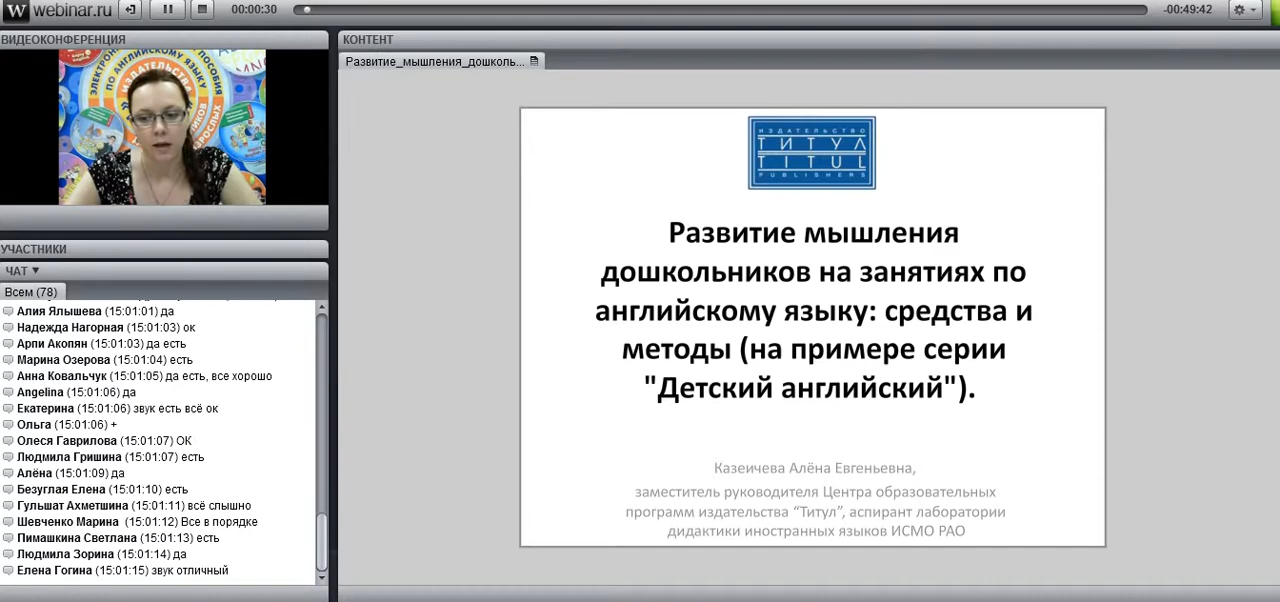 webinar.ru
00:00:30
-00:49:42
ВИДЕОКОНФЕРЕНЦИЯ
ЭЛЕКТРОН
ПО АНГЛИЙСКОМУ ЯЗЫКУ
ПОСОБИЯ
ИЗДАТЕЛЬСТВА
УЧАСТНИКИ
ЧАТ ▼
Всем (78)
Алия Ялышева (15:01:01) да
Надежда Нагорная (15:01:03) ок
Арпи Акопян (15:01:03) да есть
Марина Озерова (15:01:04) есть
Анна Ковальчук (15:01:05) да есть, все хорошо
Angelina (15:01:06) да
Екатерина (15:01:06) звук есть всё ок
Ольга (15:01:06) +
Олеся Гаврилова (15:01:07) ОК
Людмила Гришина (15:01:07) есть
Алёна (15:01:09) да
Безуглая Елена (15:01:10) есть
Гульшат Ахметшина (15:01:11) всё слышно
Шевченко Марина (15:01:12) Все в порядке
Пимашкина Светлана (15:01:13) есть
Людмила Зорина (15:01:14) да
Елена Гогина (15:01:15) звук отличный
КОНТЕНТ
Развитие_мышления_дошколь...
ИЗДАТЕЛЬСТВО
ТИТУЛ
TITUL
PUBLISHERS
Развитие мышления
дошкольников на занятиях по
английскому языку: средства и
методы (на примере серии
"Детский английский").
Казеичева Алёна Евгеньевна,
заместитель руководителя Центра образовательных
программ издательства “Титул”, аспирант лаборатории
дидактики иностранных языков ИСМО РАО